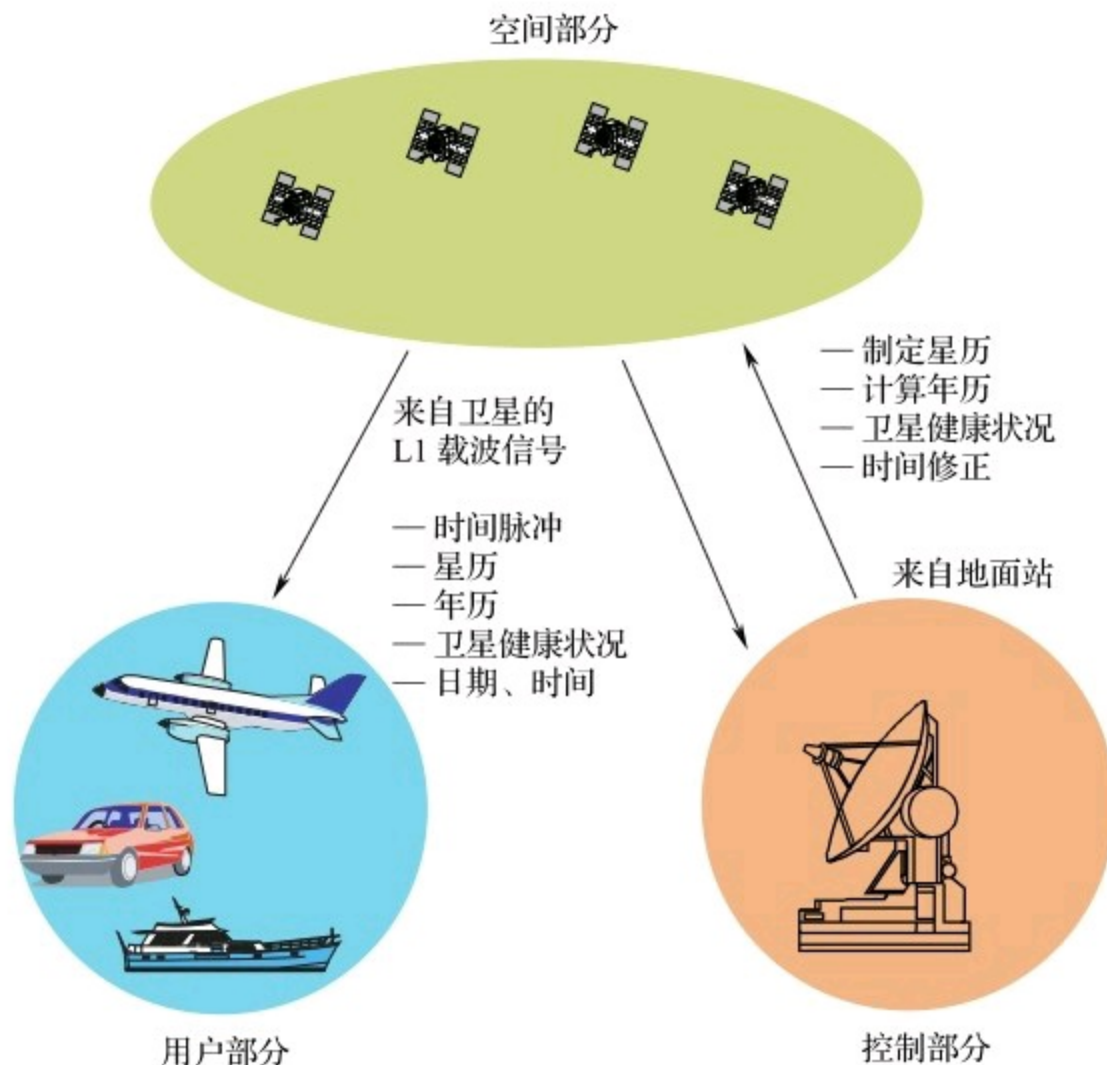 空间部分
来自卫星的
L1 载波信号
— 时间脉冲
— 星历
— 年历
— 卫星健康状况
— 日期、时间
— 制定星历
— 计算年历
— 卫星健康状况
— 时间修正
来自地面站
用户部分
控制部分